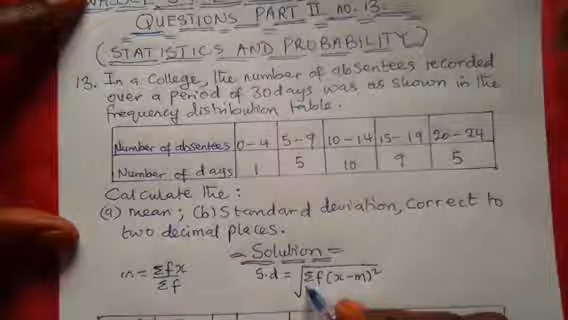 QUESTIONS PART II NO. 13.
(STATISTICS AND PROBABILITY)
13. In a College, the number of absentees recorded
over a period of 30 days was as shown in the
frequency distribution table.
Number of absentees 0-4 5-9 10-14 15-19 20-24
Number of days 1 5 10 9 5
Calculate the:
(a) mean; (b) Standard deviation, correct to
two decimal places.
Solution
m = Σfx / Σf S.d = √Σf(x-m)²